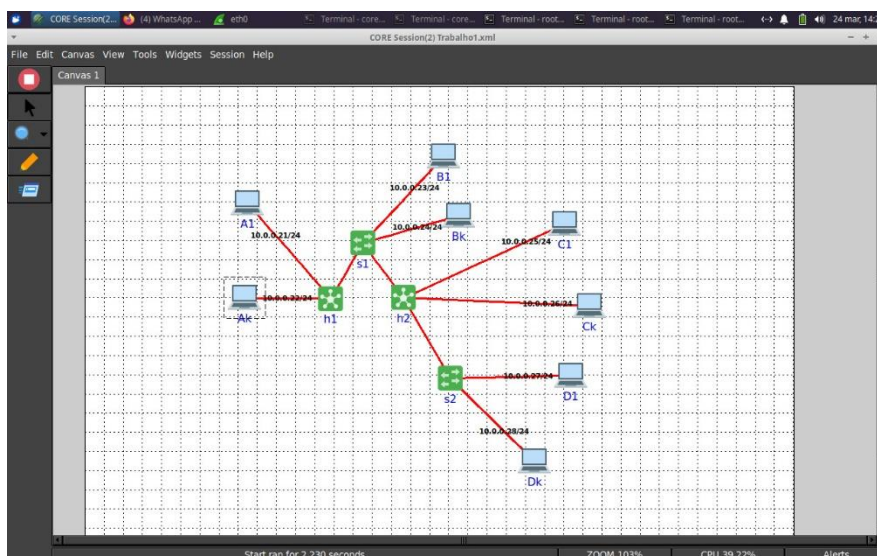 CORE Session(2... (4) WhatsApp ... eth0 Terminal - core... Terminal - core... Terminal - root... Terminal - root... Terminal - root... 24 mar, 14:2
CORE Session(2) Trabalho1.xml
File Edit Canvas View Tools Widgets Session Help
Canvas 1
B1
10.0.0.23/24
A1
10.0.0.21/24
10.0.0.24/24
Bk
s1
10.0.0.25/24
C1
10.0.0.22/24
Ak
h1
h2
10.0.0.26/24
Ck
s2
10.0.0.27/24
D1
10.0.0.28/24
Dk
Start ran for 2.230 seconds
ZOOM 103%
CPU 39.22%
Alerts